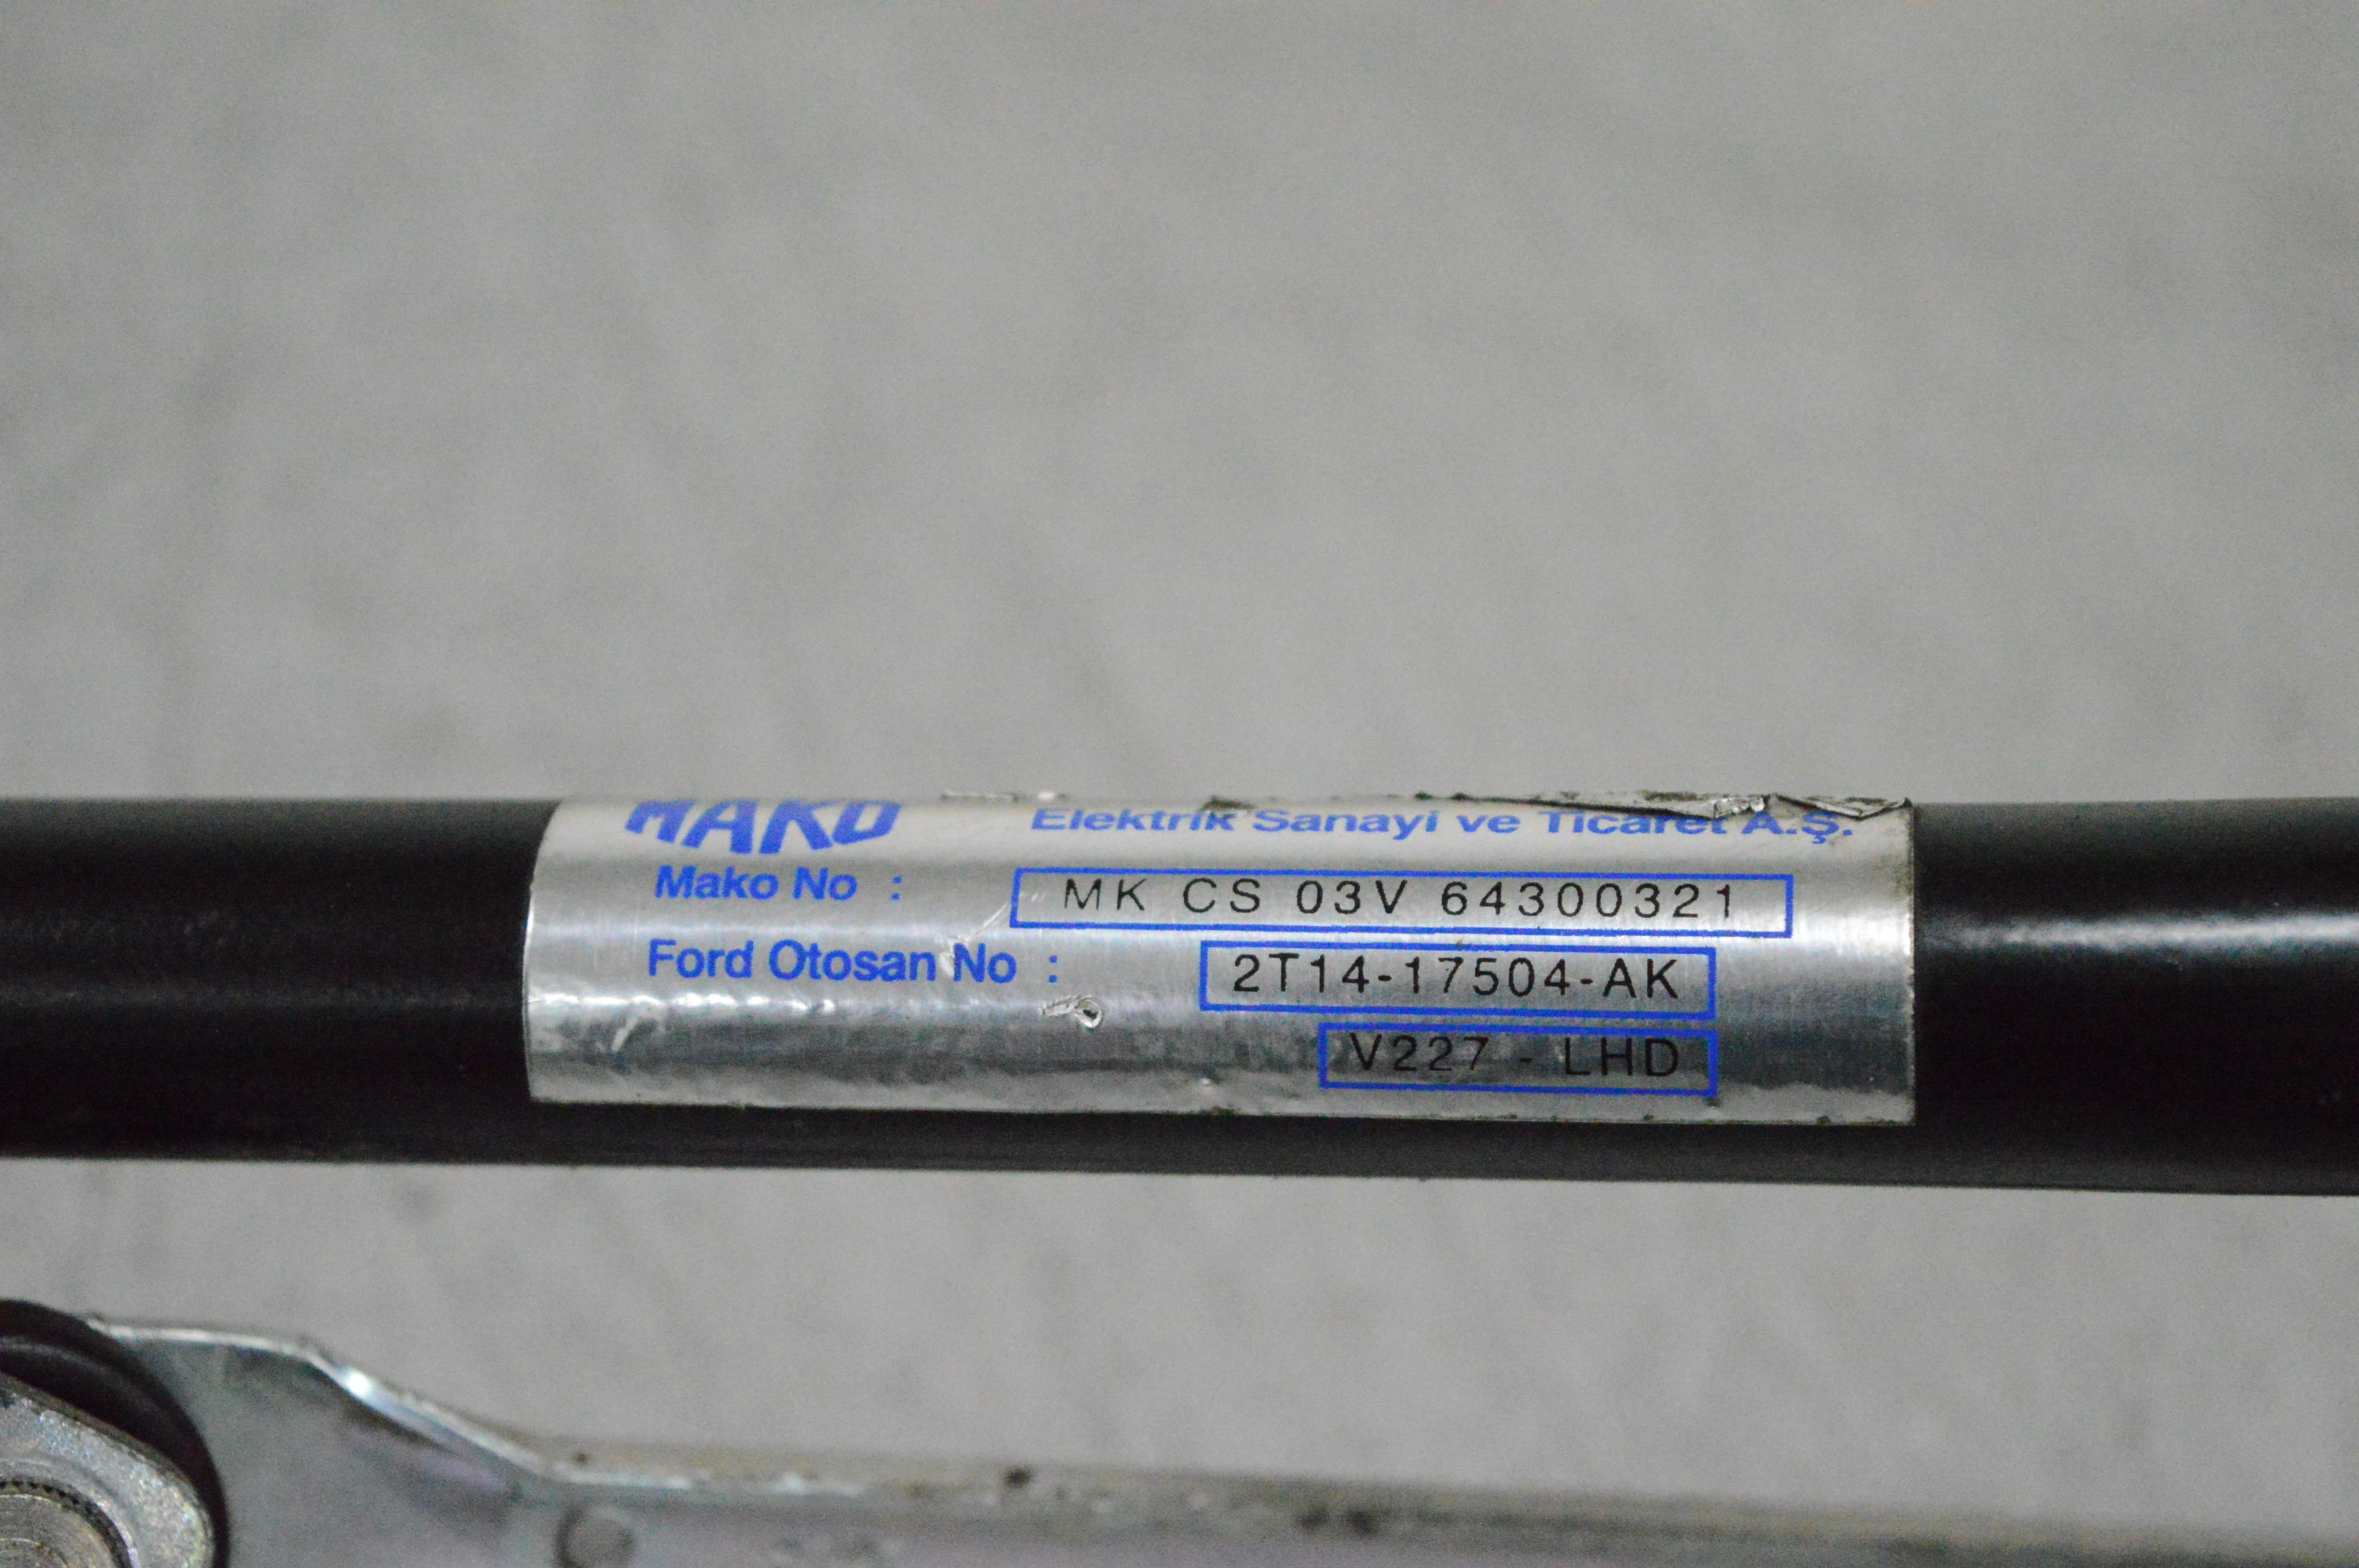 MAKO Elektrik Sanayi ve Ticaret A.Ş.
Mako No : MK CS 03V 64300321
Ford Otosan No : 2T14-17504-AK
V227 - LHD